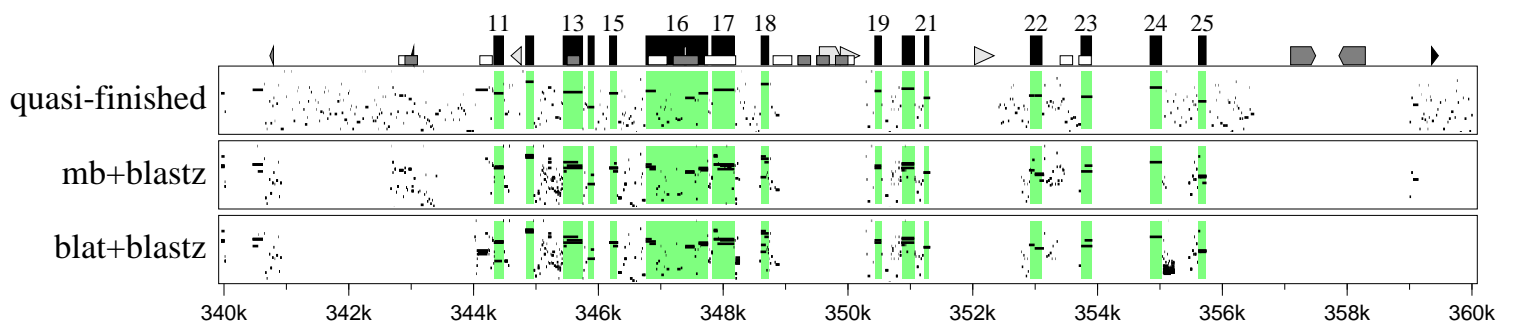 11 13 15 16 17 18 19 21 22 23 24 25
quasi-finished
mb+blastz
blat+blastz
340k 342k 344k 346k 348k 350k 352k 354k 356k 358k 360k